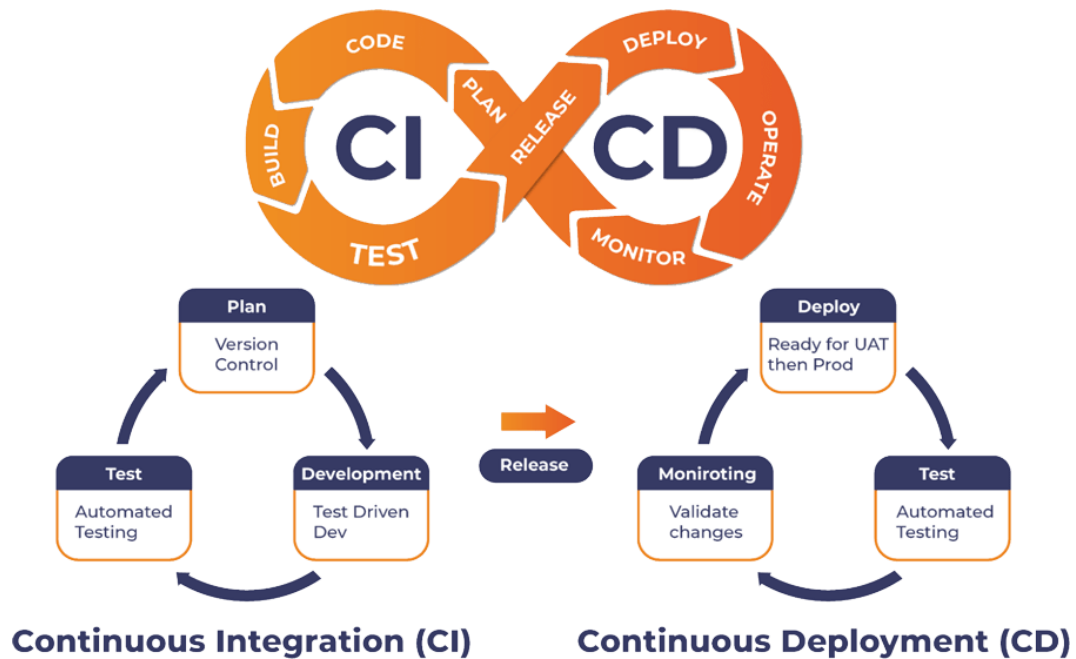 CODE
DEPLOY
PLAN
RELEASE
BUILD
CI
CD
OPERATE
TEST
MONITOR
Plan
Version
Control
Deploy
Ready for UAT
then Prod
Test
Automated
Testing
Development
Test Driven
Dev
Release
Moniroting
Validate
changes
Test
Automated
Testing
Continuous Integration (CI)
Continuous Deployment (CD)